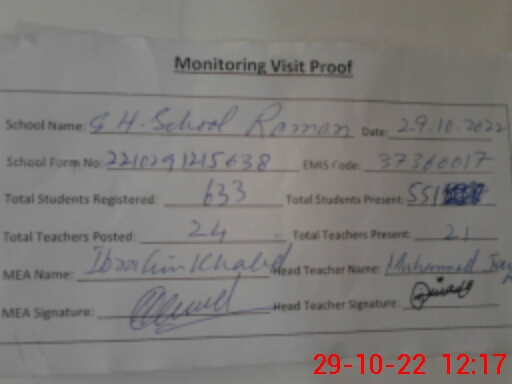 Monitoring Visit Proof
School Name: G H. School Raman Date: 29.10.2022
School Form No: 2210291215638 EMIS Code: 37360017
Total Students Registered: 633 Total Students Present: 551
Total Teachers Posted: 24 Total Teachers Present: 21
MEA Name: Ibrahim Khalid Head Teacher Name: Muhammad
MEA Signature: Head Teacher Signature:
29-10-22 12:17